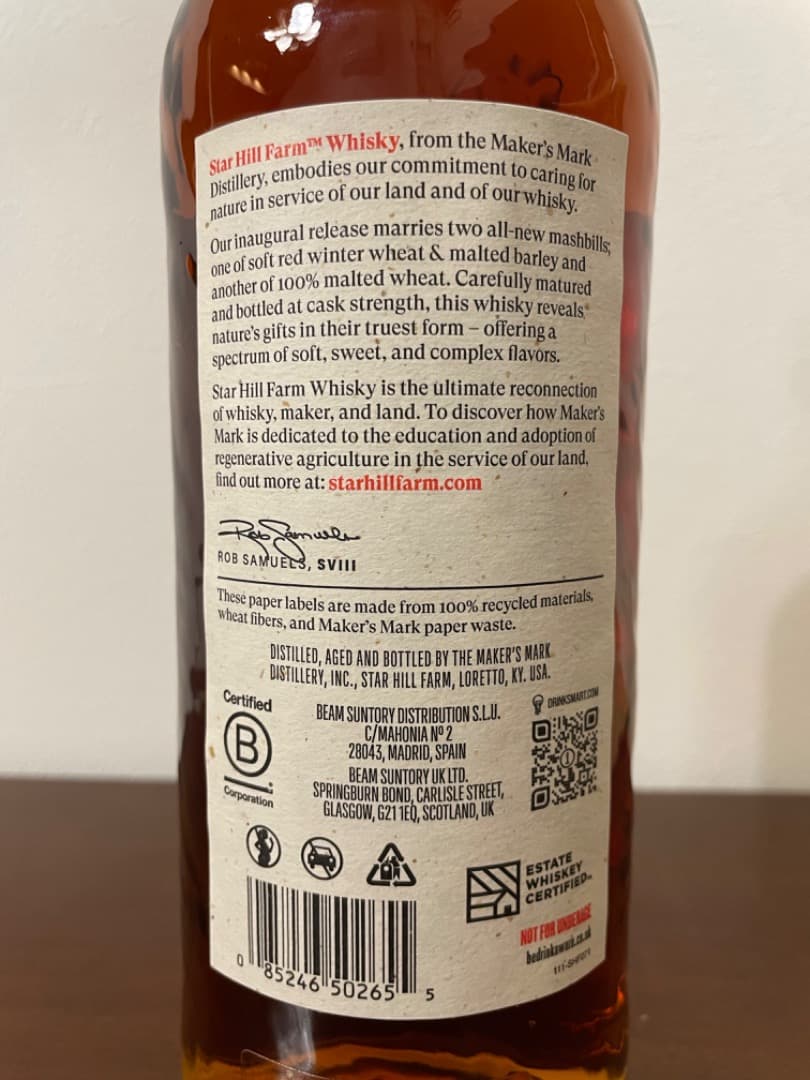 Star Hill Farm™ Whisky, from the Maker's Mark
Distillery, embodies our commitment to caring for
nature in service of our land and of our whisky.
Our inaugural release marries two all-new mashbills;
one of soft red winter wheat & malted barley and
another of 100% malted wheat. Carefully matured
and bottled at cask strength, this whisky reveals
nature's gifts in their truest form – offering a
spectrum of soft, sweet, and complex flavors.
Star Hill Farm Whisky is the ultimate reconnection
of whisky, maker, and land. To discover how Maker's
Mark is dedicated to the education and adoption of
regenerative agriculture in the service of our land,
find out more at: starhillfarm.com
Rob Samuels
ROB SAMUELS, SVIII
These paper labels are made from 100% recycled materials,
wheat fibers, and Maker's Mark paper waste.
DISTILLED, AGED AND BOTTLED BY THE MAKER'S MARK
DISTILLERY, INC., STAR HILL FARM, LORETTO, KY. USA.
Certified
B
Corporation
BEAM SUNTORY DISTRIBUTION S.L.U.
C/MAHONIA Nº 2
28043, MADRID, SPAIN
BEAM SUNTORY UK LTD.
SPRINGBURN BOND, CARLISLE STREET,
GLASGOW, G21 1EQ, SCOTLAND, UK
DRINKSMART.COM
ESTATE
WHISKEY
CERTIFIED™
NOT FOR UNDERAGE
bedrinkaware.co.uk
111-SHF071
0 85246 50265 5